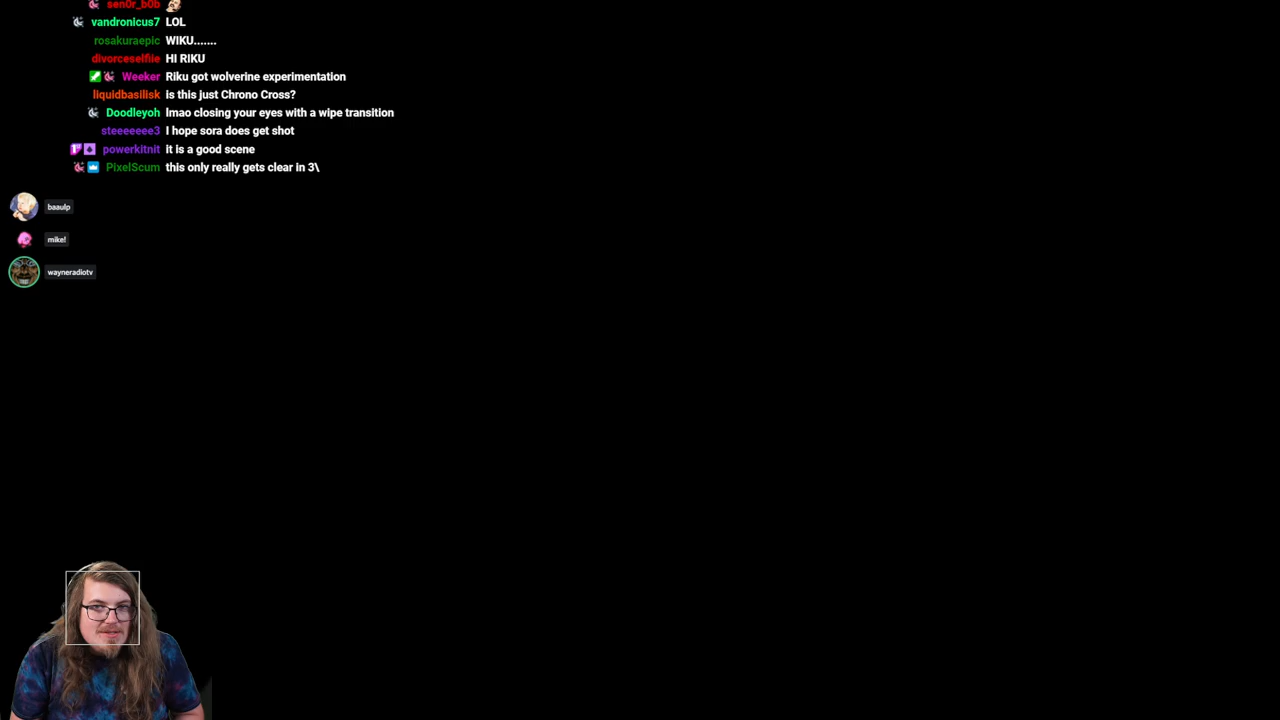 sen0r_b0b
vandronicus7 LOL
rosakuraepic WIKU.......
divorceselfiie HI RIKU
Weeker Riku got wolverine experimentation
liquidbasilisk is this just Chrono Cross?
Doodleyoh lmao closing your eyes with a wipe transition
steeeeeee3 I hope sora does get shot
powerkitnit it is a good scene
PixelScum this only really gets clear in 3\
baaulp
mike!
wayneradiotv